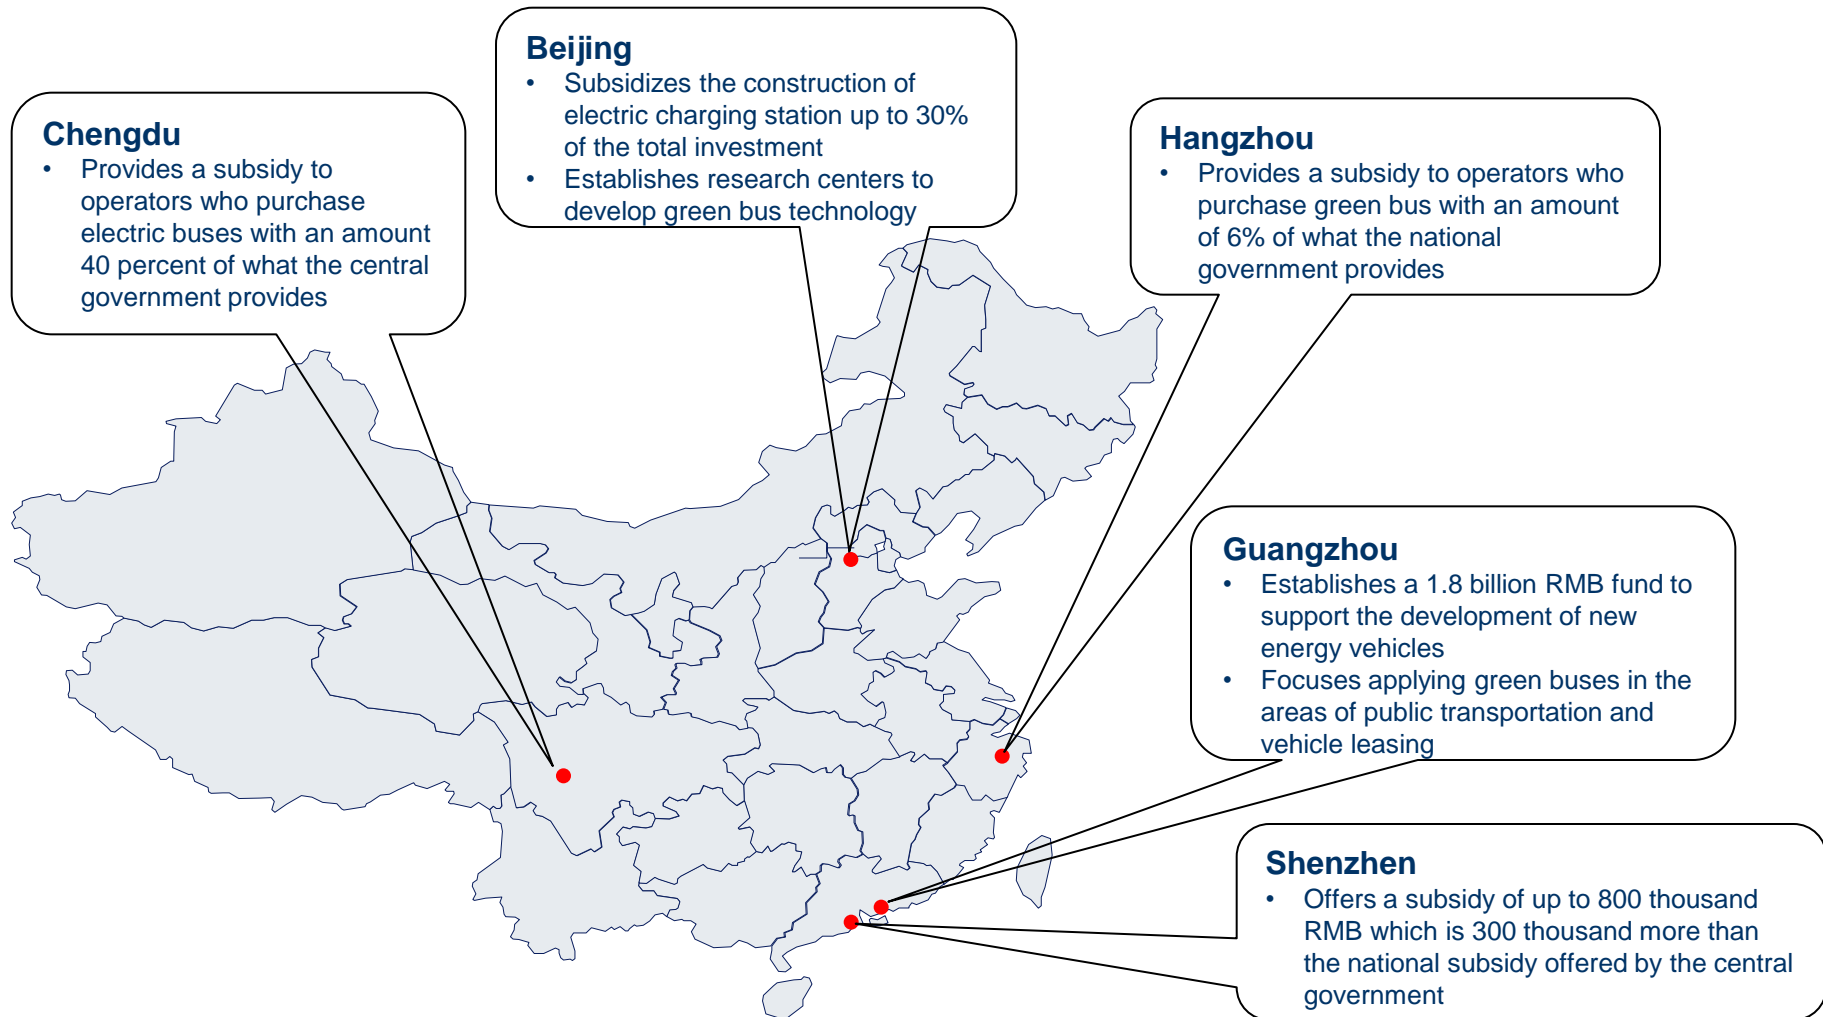 Beijing
• Subsidizes the construction of
electric charging station up to 30%
of the total investment
• Establishes research centers to
develop green bus technology
Chengdu
• Provides a subsidy to
operators who purchase
electric buses with an amount
40 percent of what the central
government provides
Hangzhou
• Provides a subsidy to operators who
purchase green bus with an amount
of 6% of what the national
government provides
Guangzhou
• Establishes a 1.8 billion RMB fund to
support the development of new
energy vehicles
• Focuses applying green buses in the
areas of public transportation and
vehicle leasing
Shenzhen
• Offers a subsidy of up to 800 thousand
RMB which is 300 thousand more than
the national subsidy offered by the central
government